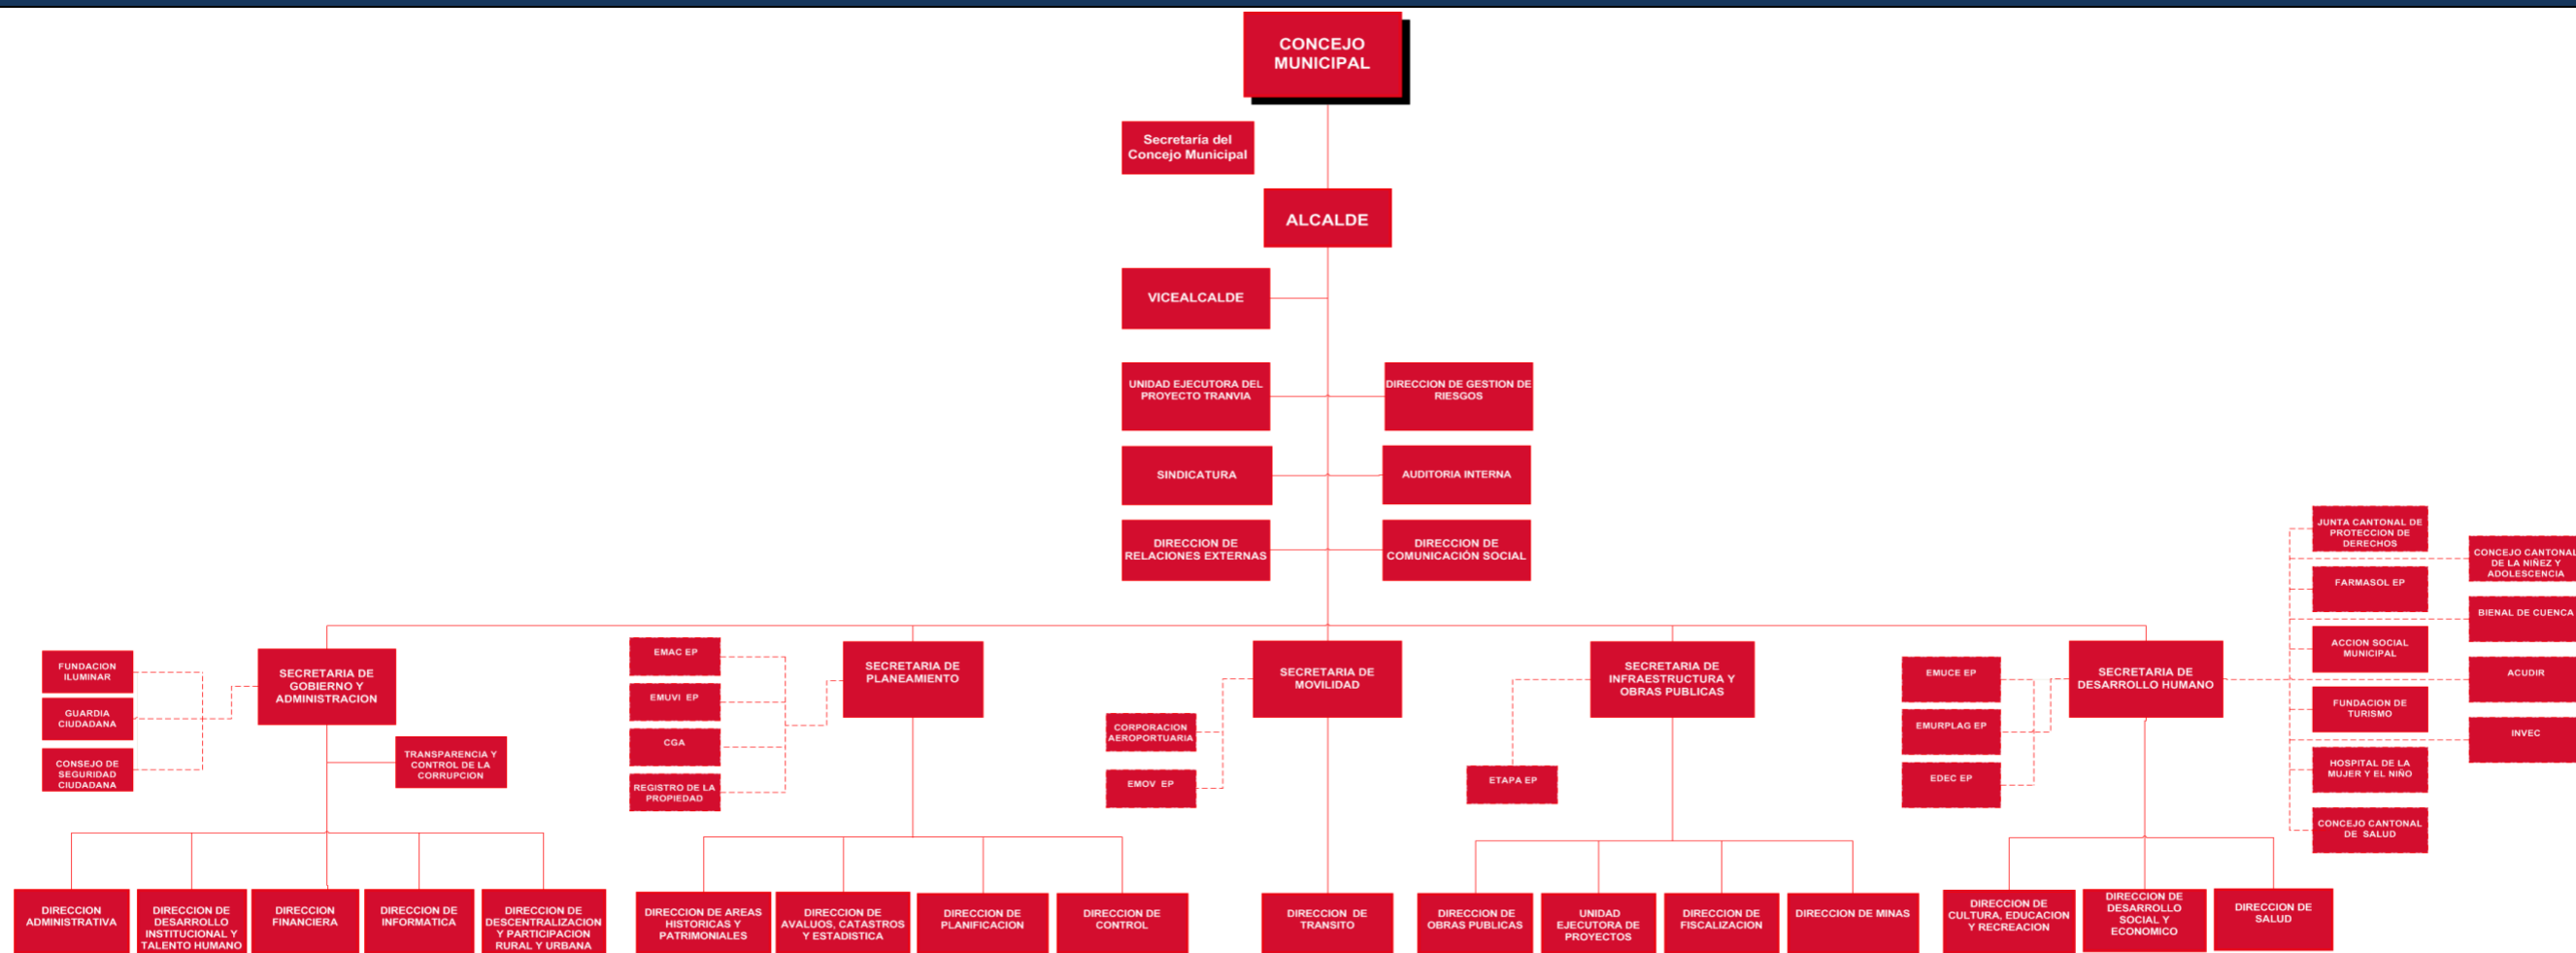 CONCEJO
MUNICIPAL
Secretaría del
Concejo Municipal
ALCALDE
VICEALCALDE
UNIDAD EJECUTORA DEL
PROYECTO TRANVIA
DIRECCION DE GESTION DE
RIESGOS
SINDICATURA
AUDITORIA INTERNA
DIRECCION DE
RELACIONES EXTERNAS
DIRECCION DE
COMUNICACIÓN SOCIAL
FUNDACION
ILUMINAR
GUARDIA
CIUDADANA
CONSEJO DE
SEGURIDAD
CIUDADANA
SECRETARIA DE
GOBIERNO Y
ADMINISTRACION
TRANSPARENCIA Y
CONTROL DE LA
CORRUPCION
DIRECCION
ADMINISTRATIVA
DIRECCION DE
DESARROLLO
INSTITUCIONAL Y
TALENTO HUMANO
DIRECCION
FINANCIERA
DIRECCION DE
INFORMATICA
DIRECCION DE
DESCENTRALIZACION
Y PARTICIPACION
RURAL Y URBANA
EMAC EP
EMUVI EP
CGA
REGISTRO DE LA
PROPIEDAD
SECRETARIA DE
PLANEAMIENTO
DIRECCION DE AREAS
HISTORICAS Y
PATRIMONIALES
DIRECCION DE
AVALUOS, CATASTROS
Y ESTADISTICA
DIRECCION DE
PLANIFICACION
DIRECCION DE
CONTROL
SECRETARIA DE
MOVILIDAD
CORPORACION
AEROPORTUARIA
EMOV EP
DIRECCION DE
TRANSITO
SECRETARIA DE
INFRAESTRUCTURA Y
OBRAS PUBLICAS
ETAPA EP
DIRECCION DE
OBRAS PUBLICAS
UNIDAD
EJECUTORA DE
PROYECTOS
DIRECCION DE
FISCALIZACION
DIRECCION DE MINAS
EMUCE EP
EMURPLAG EP
EDEC EP
SECRETARIA DE
DESARROLLO HUMANO
DIRECCION DE
CULTURA, EDUCACION
Y RECREACION
DIRECCION DE
DESARROLLO
SOCIAL Y
ECONOMICO
DIRECCION DE
SALUD
JUNTA CANTONAL DE
PROTECCION DE
DERECHOS
FARMASOL EP
ACCION SOCIAL
MUNICIPAL
FUNDACION DE
TURISMO
HOSPITAL DE LA
MUJER Y EL NIÑO
CONCEJO CANTONAL
DE SALUD
CONCEJO CANTONAL
DE LA NIÑEZ Y
ADOLESCENCIA
BIENAL DE CUENCA
ACUDIR
INVEC